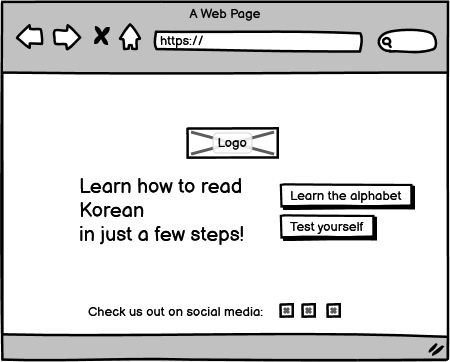 A Web Page
https://
Logo
Learn how to read
Korean
in just a few steps!
Learn the alphabet
Test yourself
Check us out on social media: